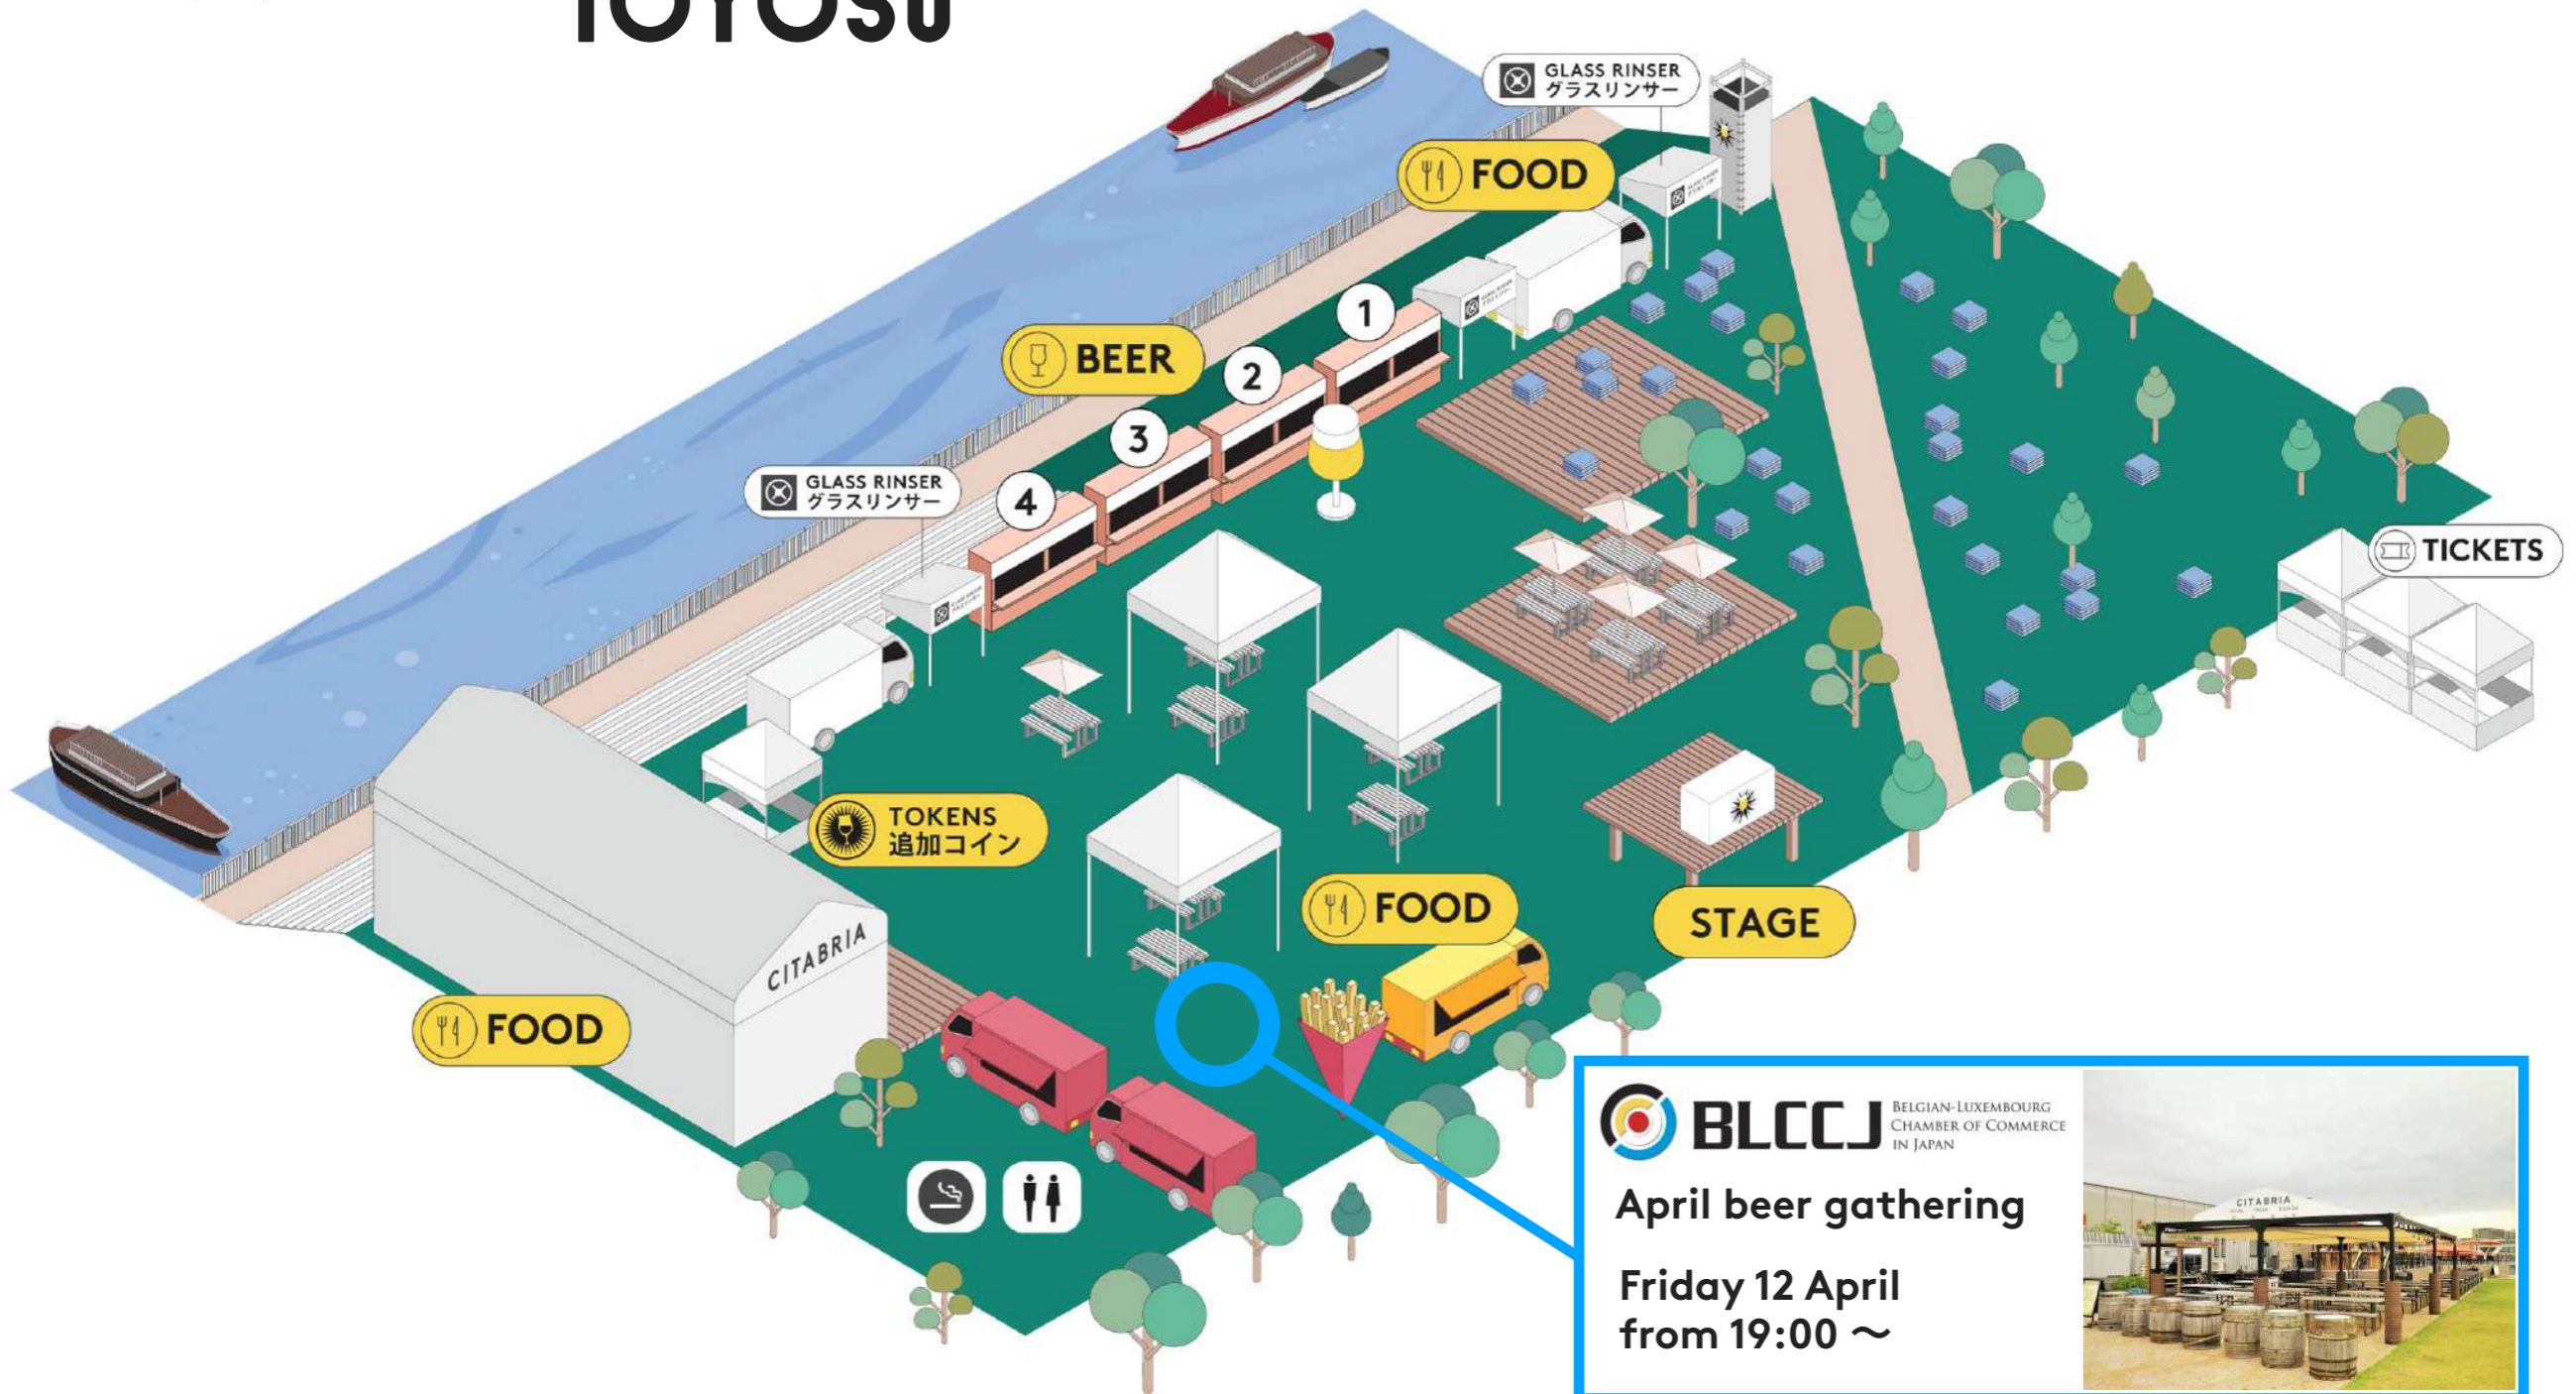 TOYOSU
GLASS RINSER
グラスリンサー
FOOD
1
BEER
2
3
GLASS RINSER
グラスリンサー
4
TICKETS
TOKENS
追加コイン
FOOD
STAGE
CITABRIA
FOOD
BLCCJ
BELGIAN-LUXEMBOURG
CHAMBER OF COMMERCE
IN JAPAN
April beer gathering
Friday 12 April
from 19:00 ~
CITABRIA